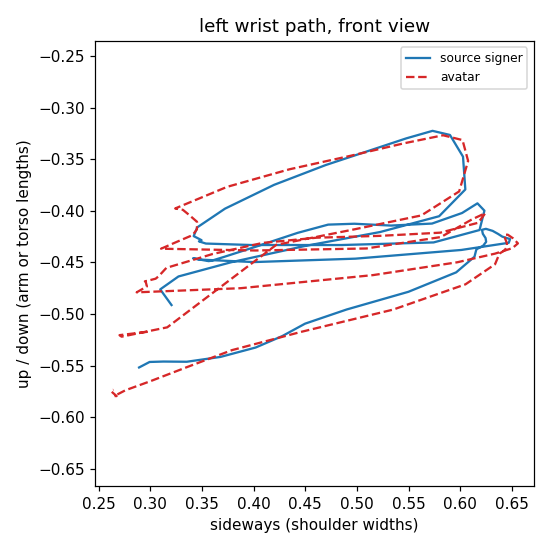 left wrist path, front view
source signer
avatar
up / down (arm or torso lengths)
−0.25
−0.30
−0.35
−0.40
−0.45
−0.50
−0.55
−0.60
−0.65
0.25 0.30 0.35 0.40 0.45 0.50 0.55 0.60 0.65
sideways (shoulder widths)